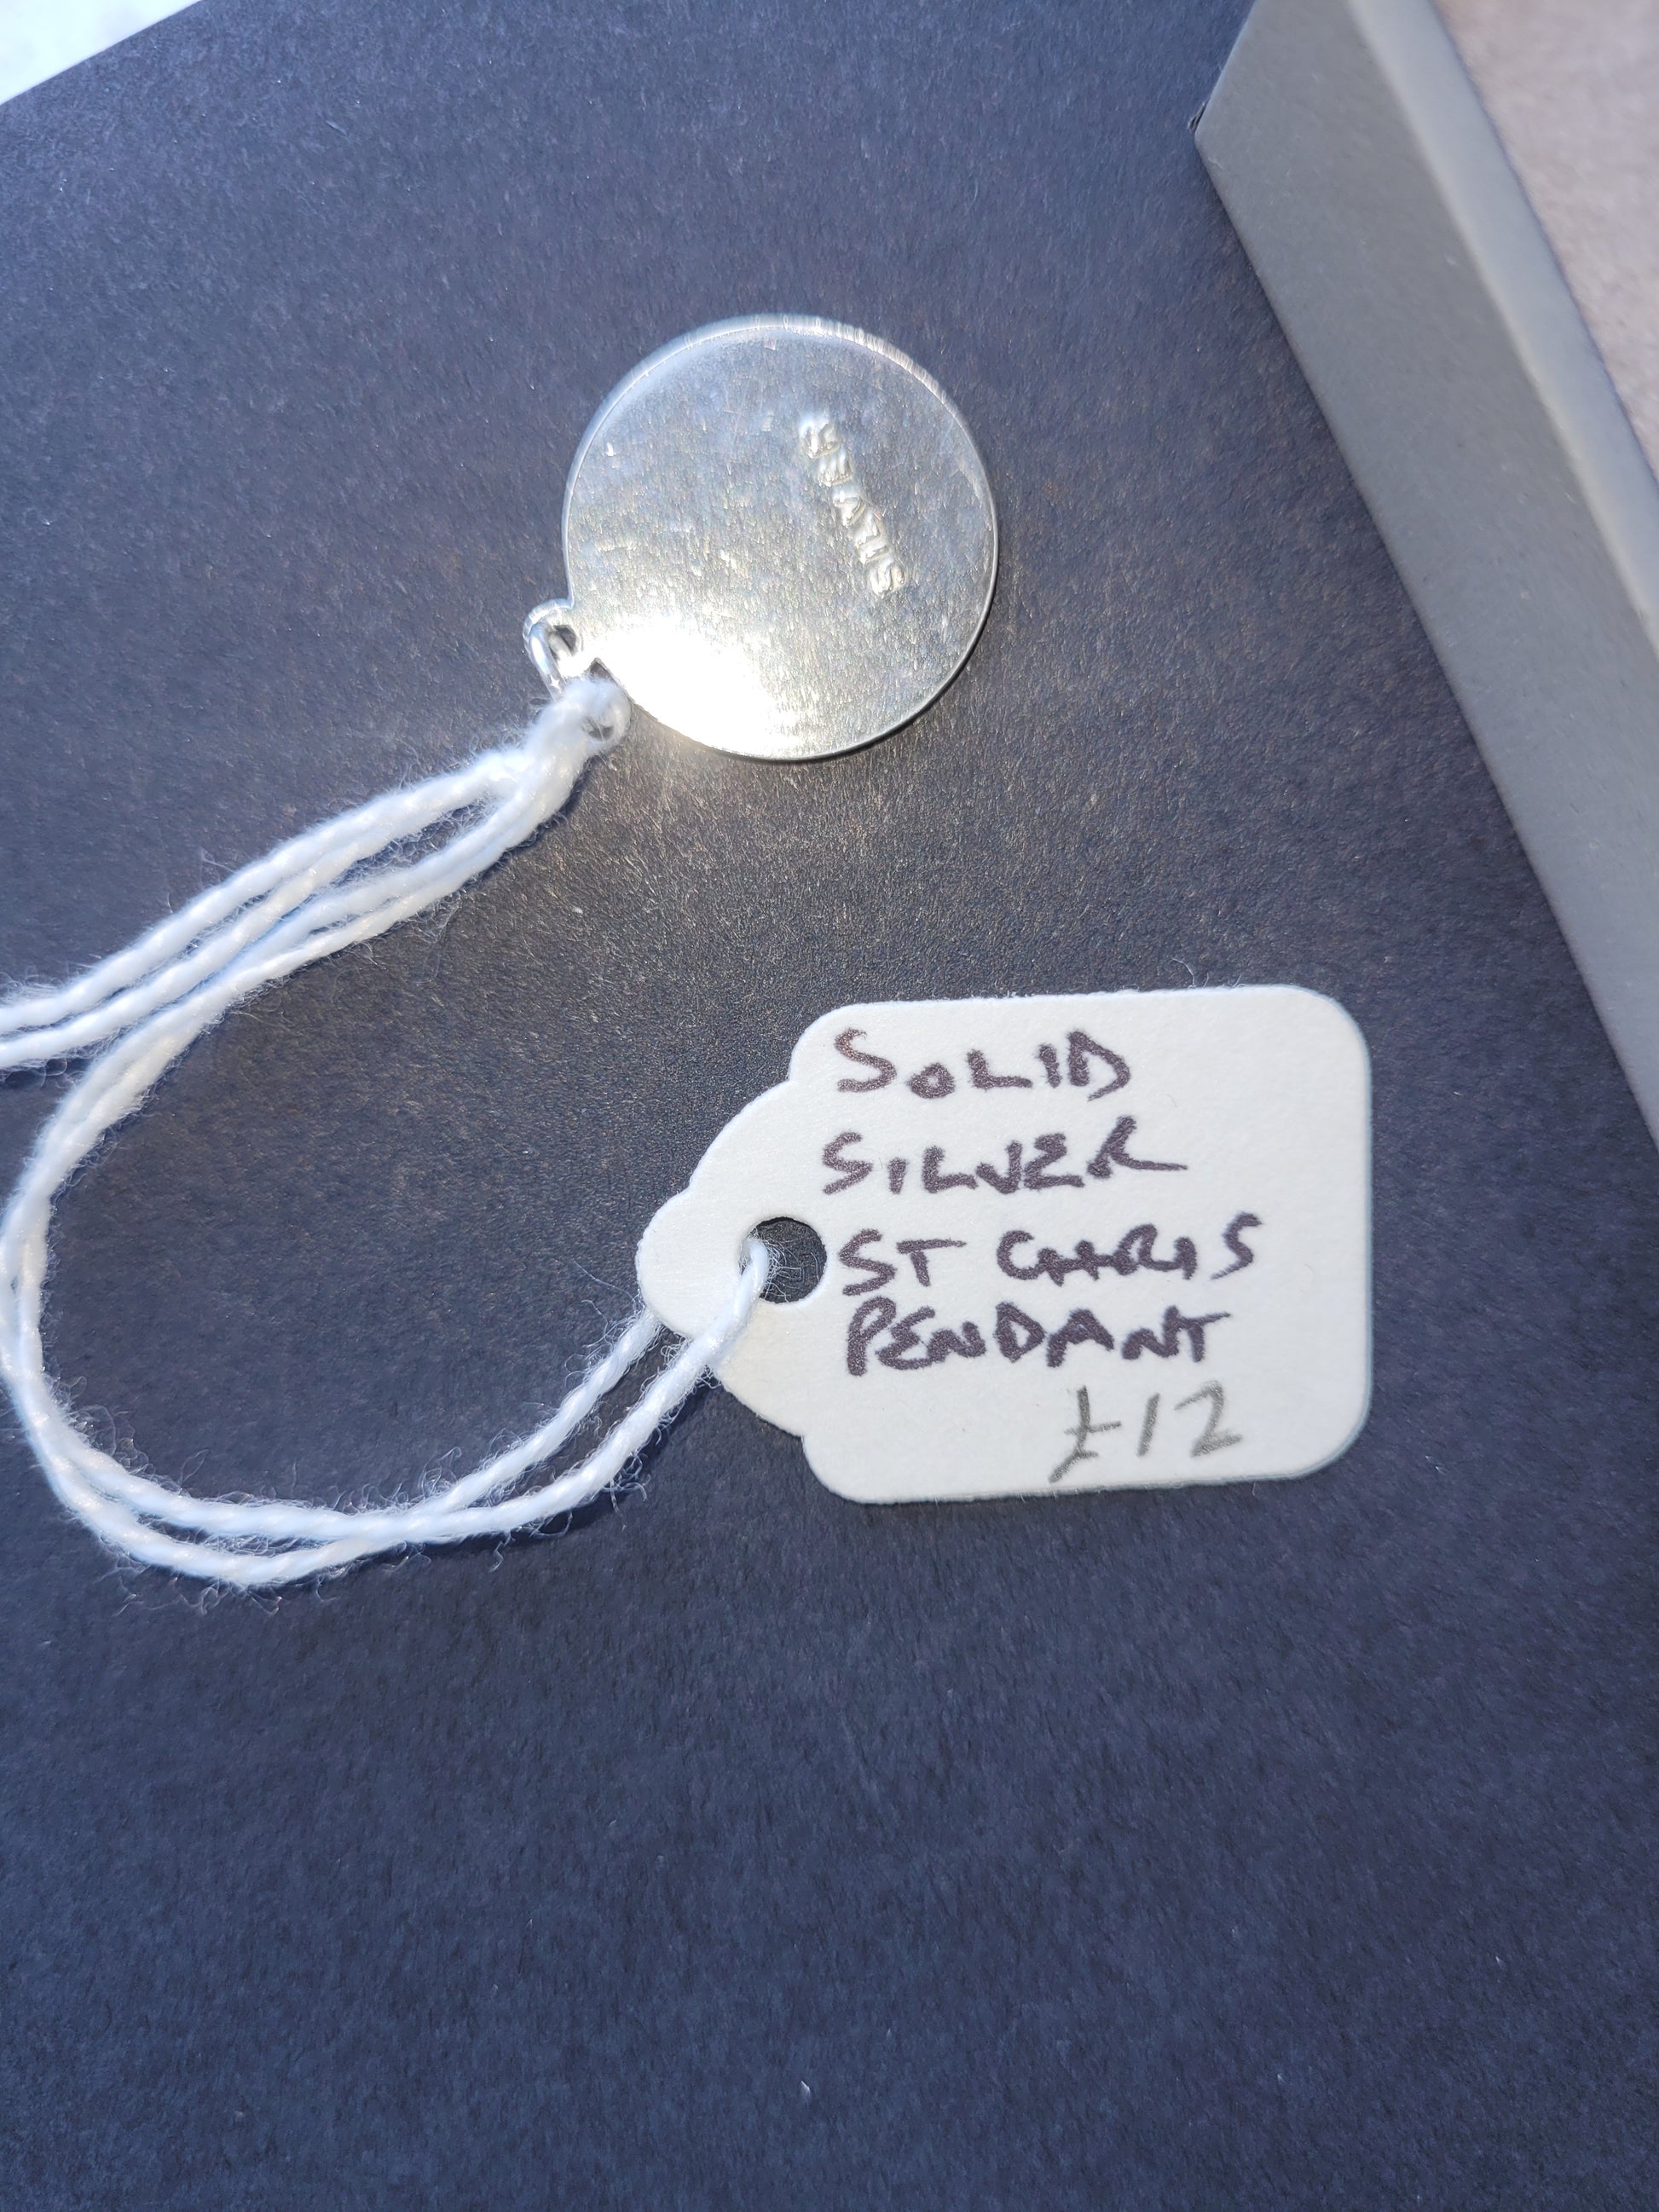 SILVER
SOLID
SILVER
ST CHRIS
PENDANT
£12